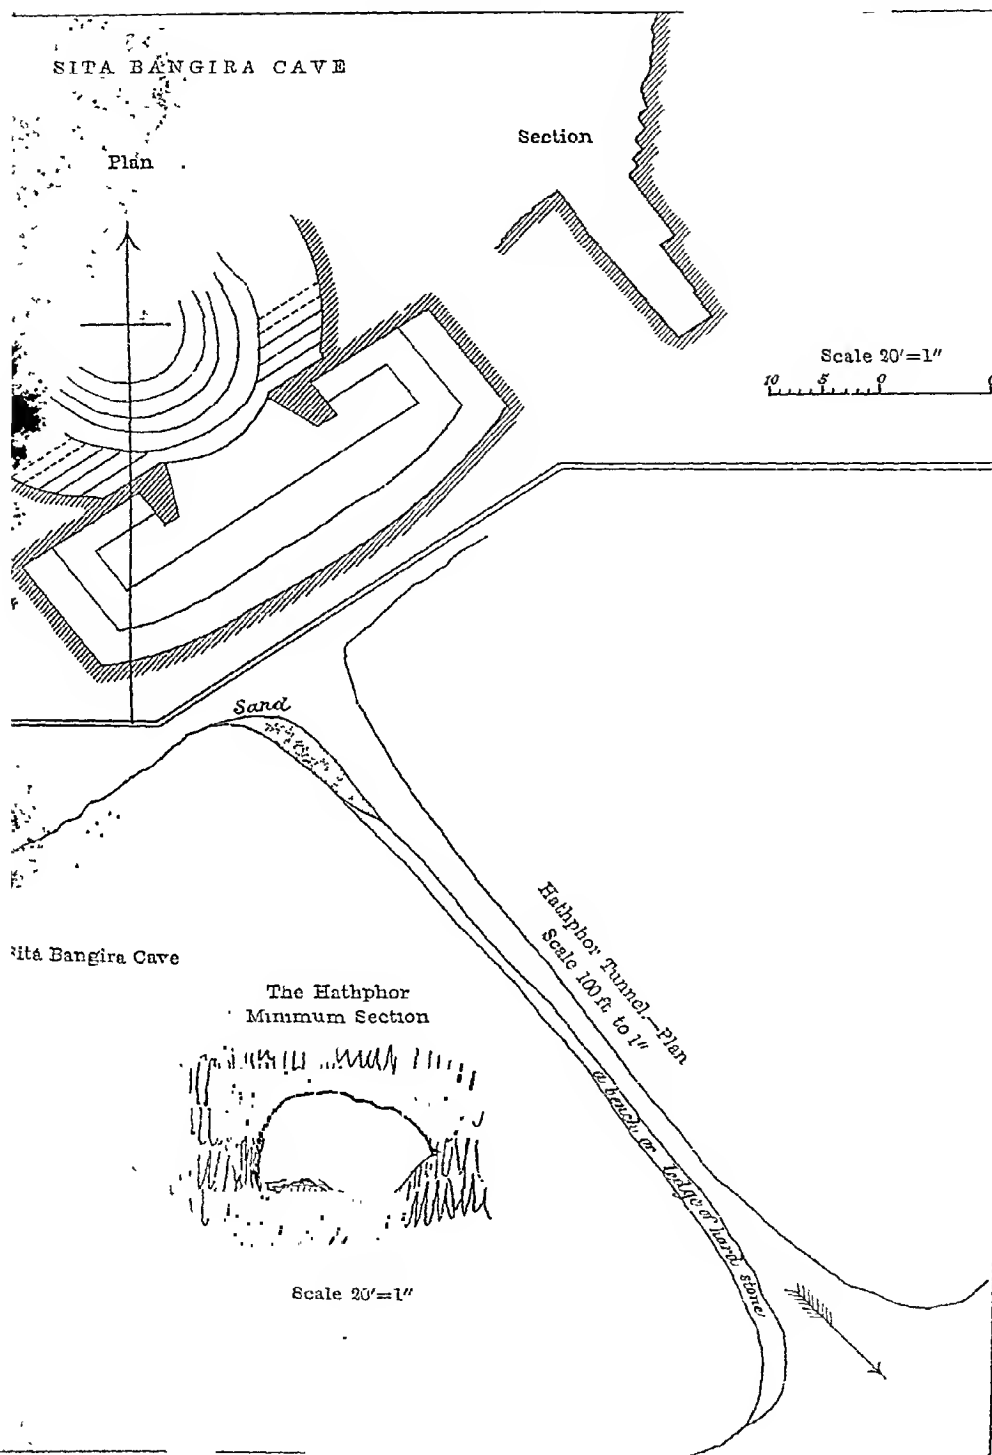 SITA BANGIRA CAVE
Plan
Section
Scale 20'=1"
10 5 0
Sand
Hathphor Tunnel.—Plan
Scale 100 ft to 1"
a bench or ledge of hard stone
Bangira Cave
The Hathphor
Minimum Section
Scale 20'=1"